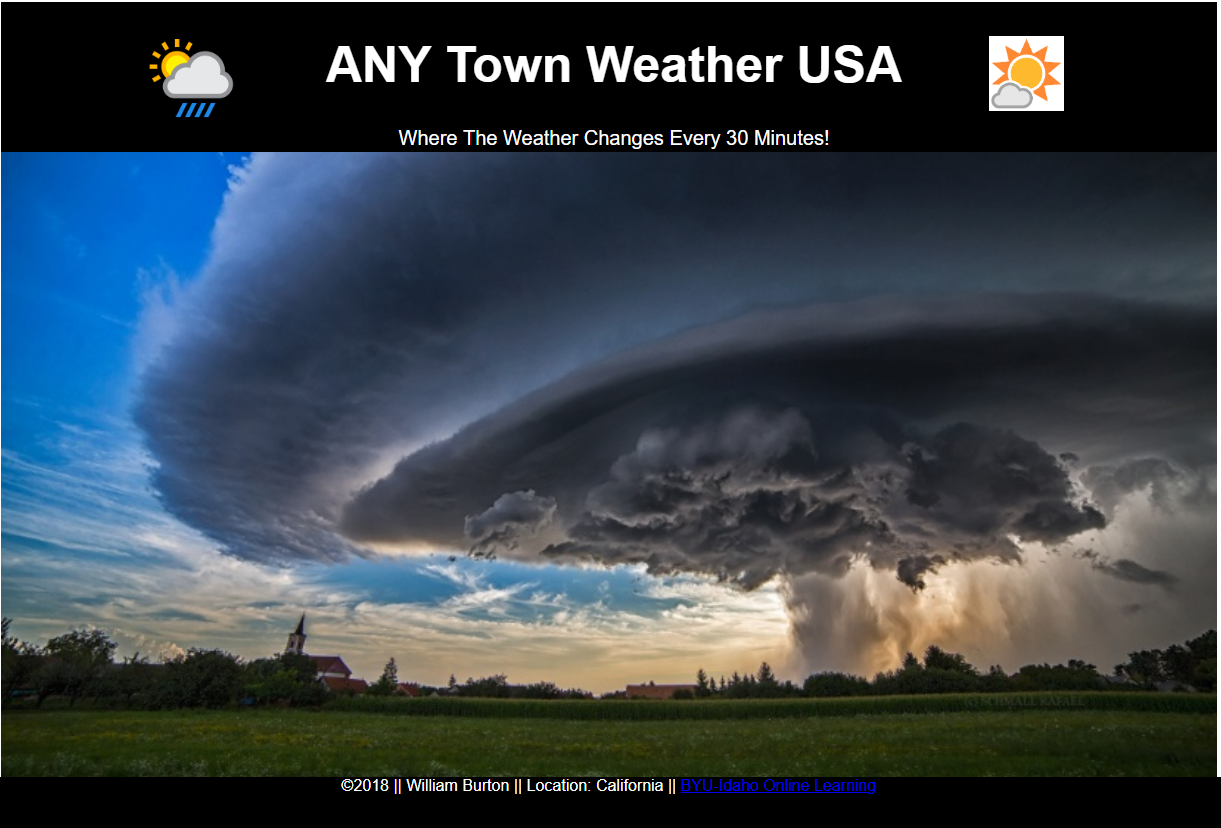 ANY Town Weather USA
Where The Weather Changes Every 30 Minutes!
©2018 || William Burton || Location: California || BYU-Idaho Online Learning